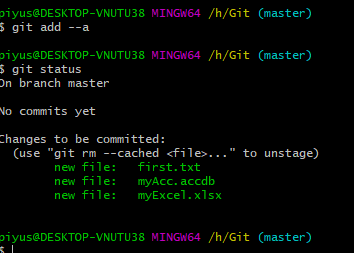 piyus@DESKTOP-VNUTU38 MINGW64 /h/Git (master)
$ git add --a
piyus@DESKTOP-VNUTU38 MINGW64 /h/Git (master)
$ git status
On branch master
No commits yet
Changes to be committed:
(use "git rm --cached <file>..." to unstage)
new file: first.txt
new file: myAcc.accdb
new file: myExcel.xlsx
piyus@DESKTOP-VNUTU38 MINGW64 /h/Git (master)
$